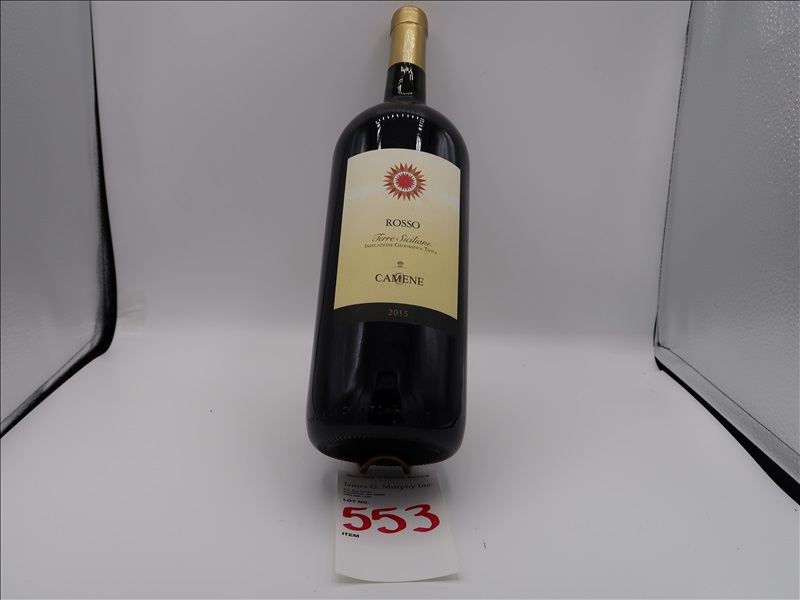 ROSSO
Terre Siciliane
INDICAZIONE GEOGRAFICA TIPICA
CAMENE
2015
James G. Murphy Inc.
LOT NO.
553
ITEM